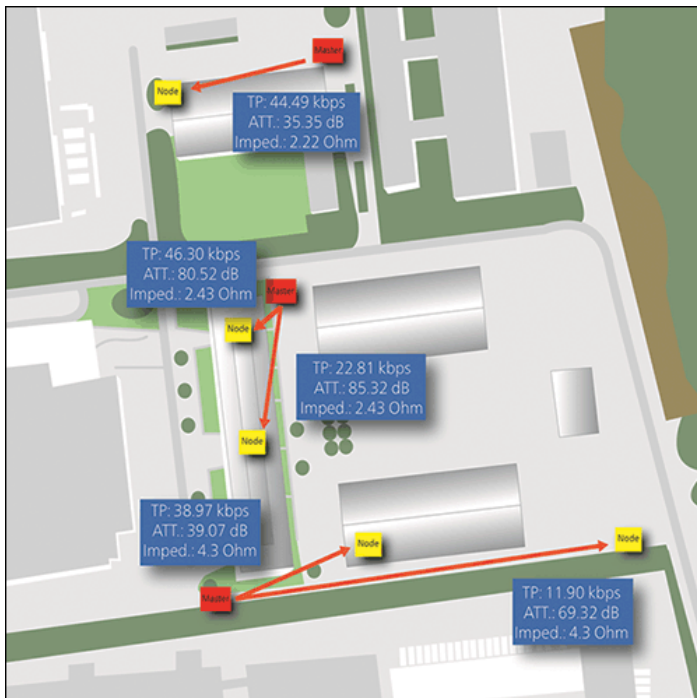 Master
Node
TP: 44.49 kbps
ATT.: 35.35 dB
Imped.: 2.22 Ohm
TP: 46.30 kbps
ATT.: 80.52 dB
Imped.: 2.43 Ohm
Master
Node
TP: 22.81 kbps
ATT.: 85.32 dB
Imped.: 2.43 Ohm
Node
TP: 38.97 kbps
ATT.: 39.07 dB
Imped.: 4.3 Ohm
Node
Node
Master
TP: 11.90 kbps
ATT.: 69.32 dB
Imped.: 4.3 Ohm